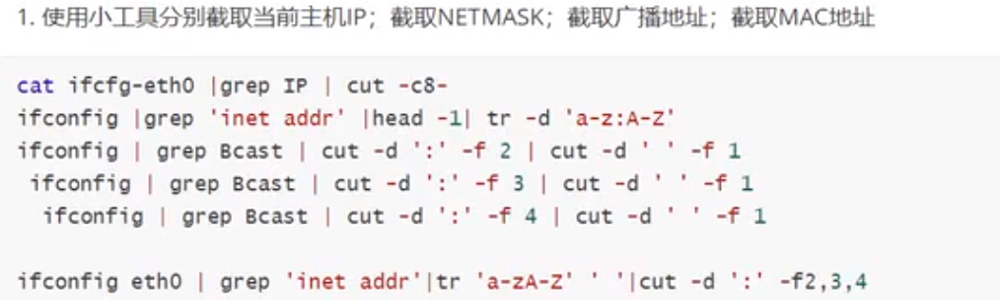 1. 使用小工具分别截取当前主机IP；截取NETMASK；截取广播地址；截取MAC地址
cat ifcfg-eth0 |grep IP | cut -c8-
ifconfig |grep 'inet addr' |head -1| tr -d 'a-z:A-Z'
ifconfig | grep Bcast | cut -d ':' -f 2 | cut -d ' ' -f 1
ifconfig | grep Bcast | cut -d ':' -f 3 | cut -d ' ' -f 1
ifconfig | grep Bcast | cut -d ':' -f 4 | cut -d ' ' -f 1
ifconfig eth0 | grep 'inet addr'|tr 'a-zA-Z' ' '|cut -d ':' -f2,3,4